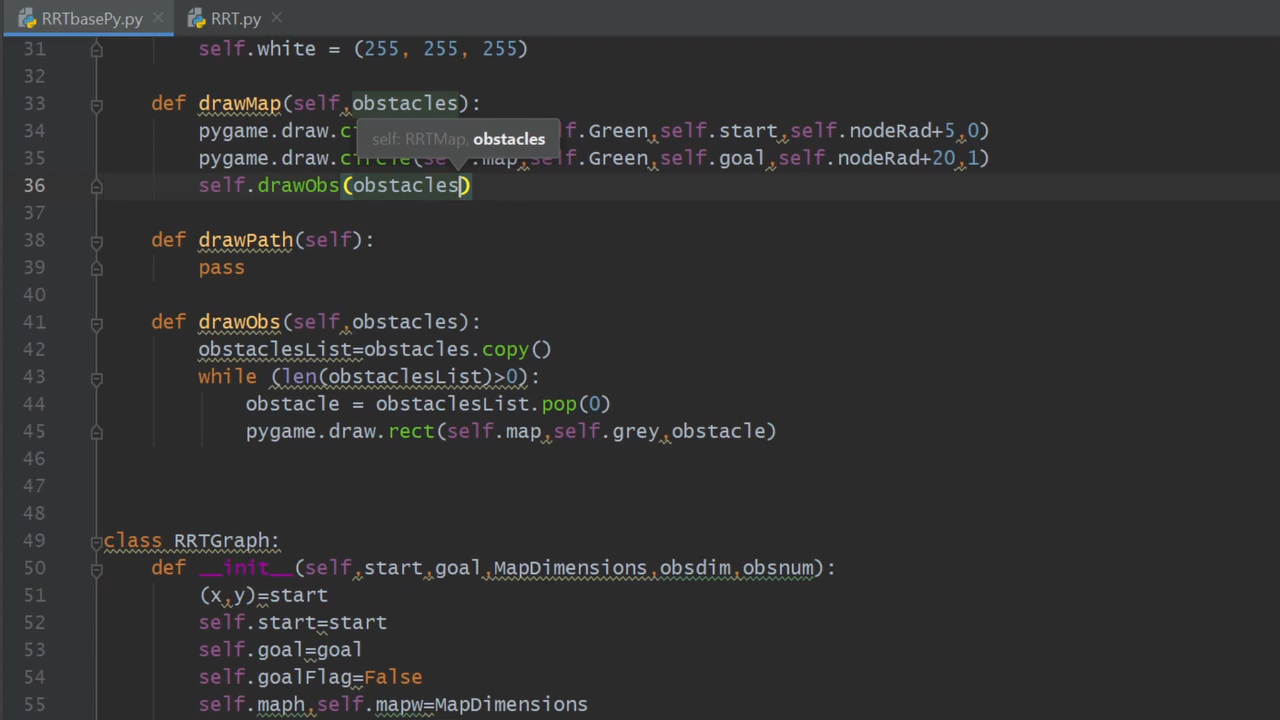 RRTbasePy.py RRT.py
31 self.white = (255, 255, 255)
32
33 def drawMap(self,obstacles):
34 pygame.draw.c f.Green,self.start,self.nodeRad+5,0)
self: RRTMap, obstacles
35 pygame.draw.circle(self.map,self.Green,self.goal,self.nodeRad+20,1)
36 self.drawObs(obstacles)
37
38 def drawPath(self):
39 pass
40
41 def drawObs(self,obstacles):
42 obstaclesList=obstacles.copy()
43 while (len(obstaclesList)>0):
44 obstacle = obstaclesList.pop(0)
45 pygame.draw.rect(self.map,self.grey,obstacle)
46
47
48
49 class RRTGraph:
50 def __init__(self,start,goal,MapDimensions,obsdim,obsnum):
51 (x,y)=start
52 self.start=start
53 self.goal=goal
54 self.goalFlag=False
55 self.maph,self.mapw=MapDimensions